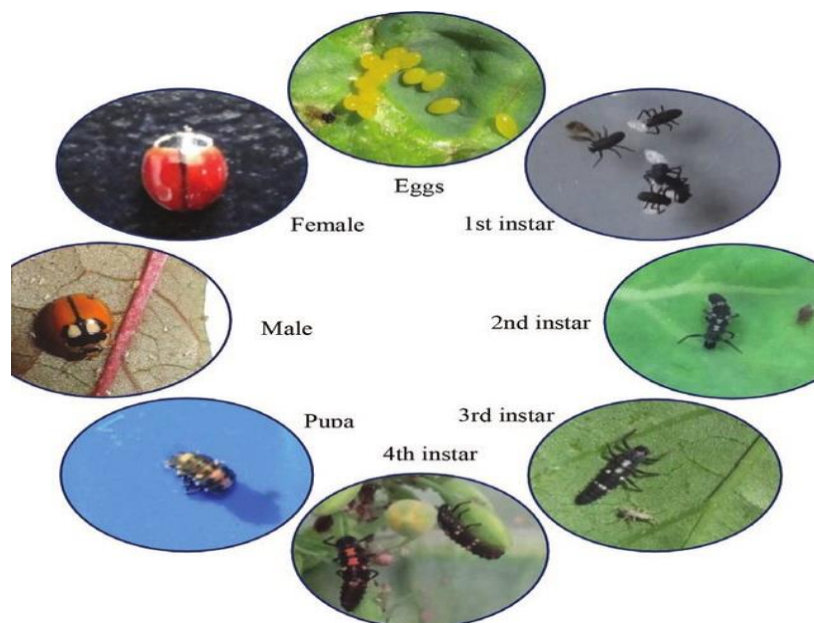 Eggs
Female
1st instar
Male
2nd instar
Pupa
3rd instar
4th instar